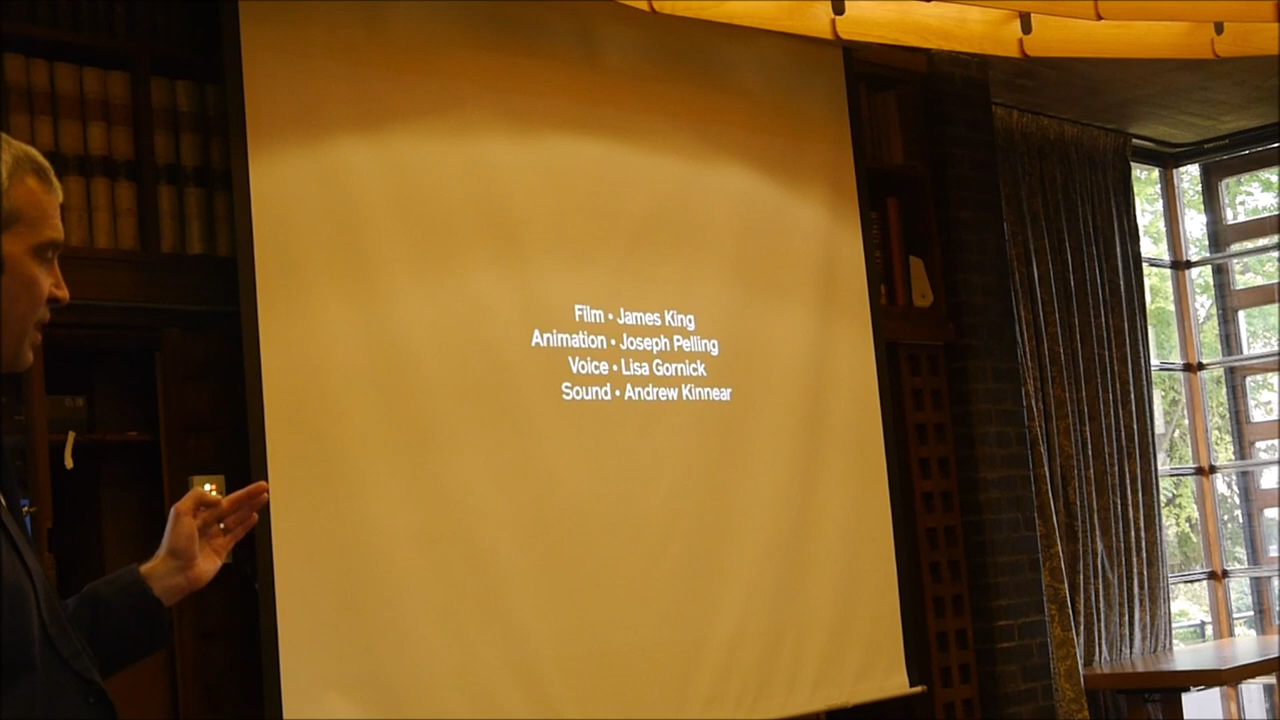 Film • James King
Animation • Joseph Pelling
Voice • Lisa Gornick
Sound • Andrew Kinnear